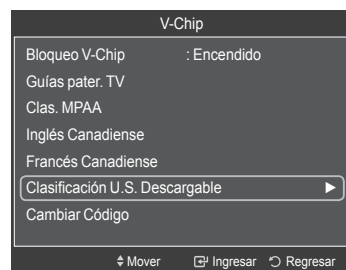 V-Chip
Bloqueo V-Chip : Encendido
Guías pater. TV
Clas. MPAA
Inglés Canadiense
Francés Canadiense
Clasificación U.S. Descargable
Cambiar Código
Mover Ingresar Regresar